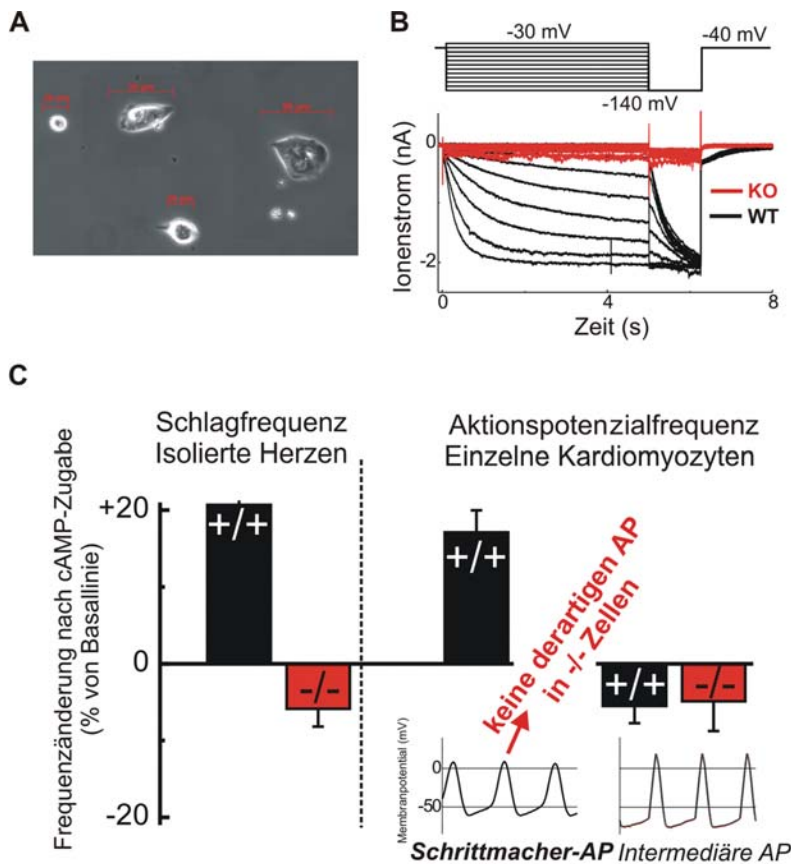 A
B
-30 mV
-40 mV
-140 mV
0
-2
Ionenstrom (nA)
KO
WT
0
4
8
Zeit (s)
C
Schlagfrequenz
Isolierte Herzen
Aktionspotenzialfrequenz
Einzelne Kardiomyozyten
Frequenzänderung nach cAMP-Zugabe
(% von Basallinie)
+20
0
-20
+/+
-/-
+/+
keine derartigen AP
in -/- Zellen
+/+
-/-
Membranpotential (mV)
0
-50
Schrittmacher-AP
Intermediäre AP